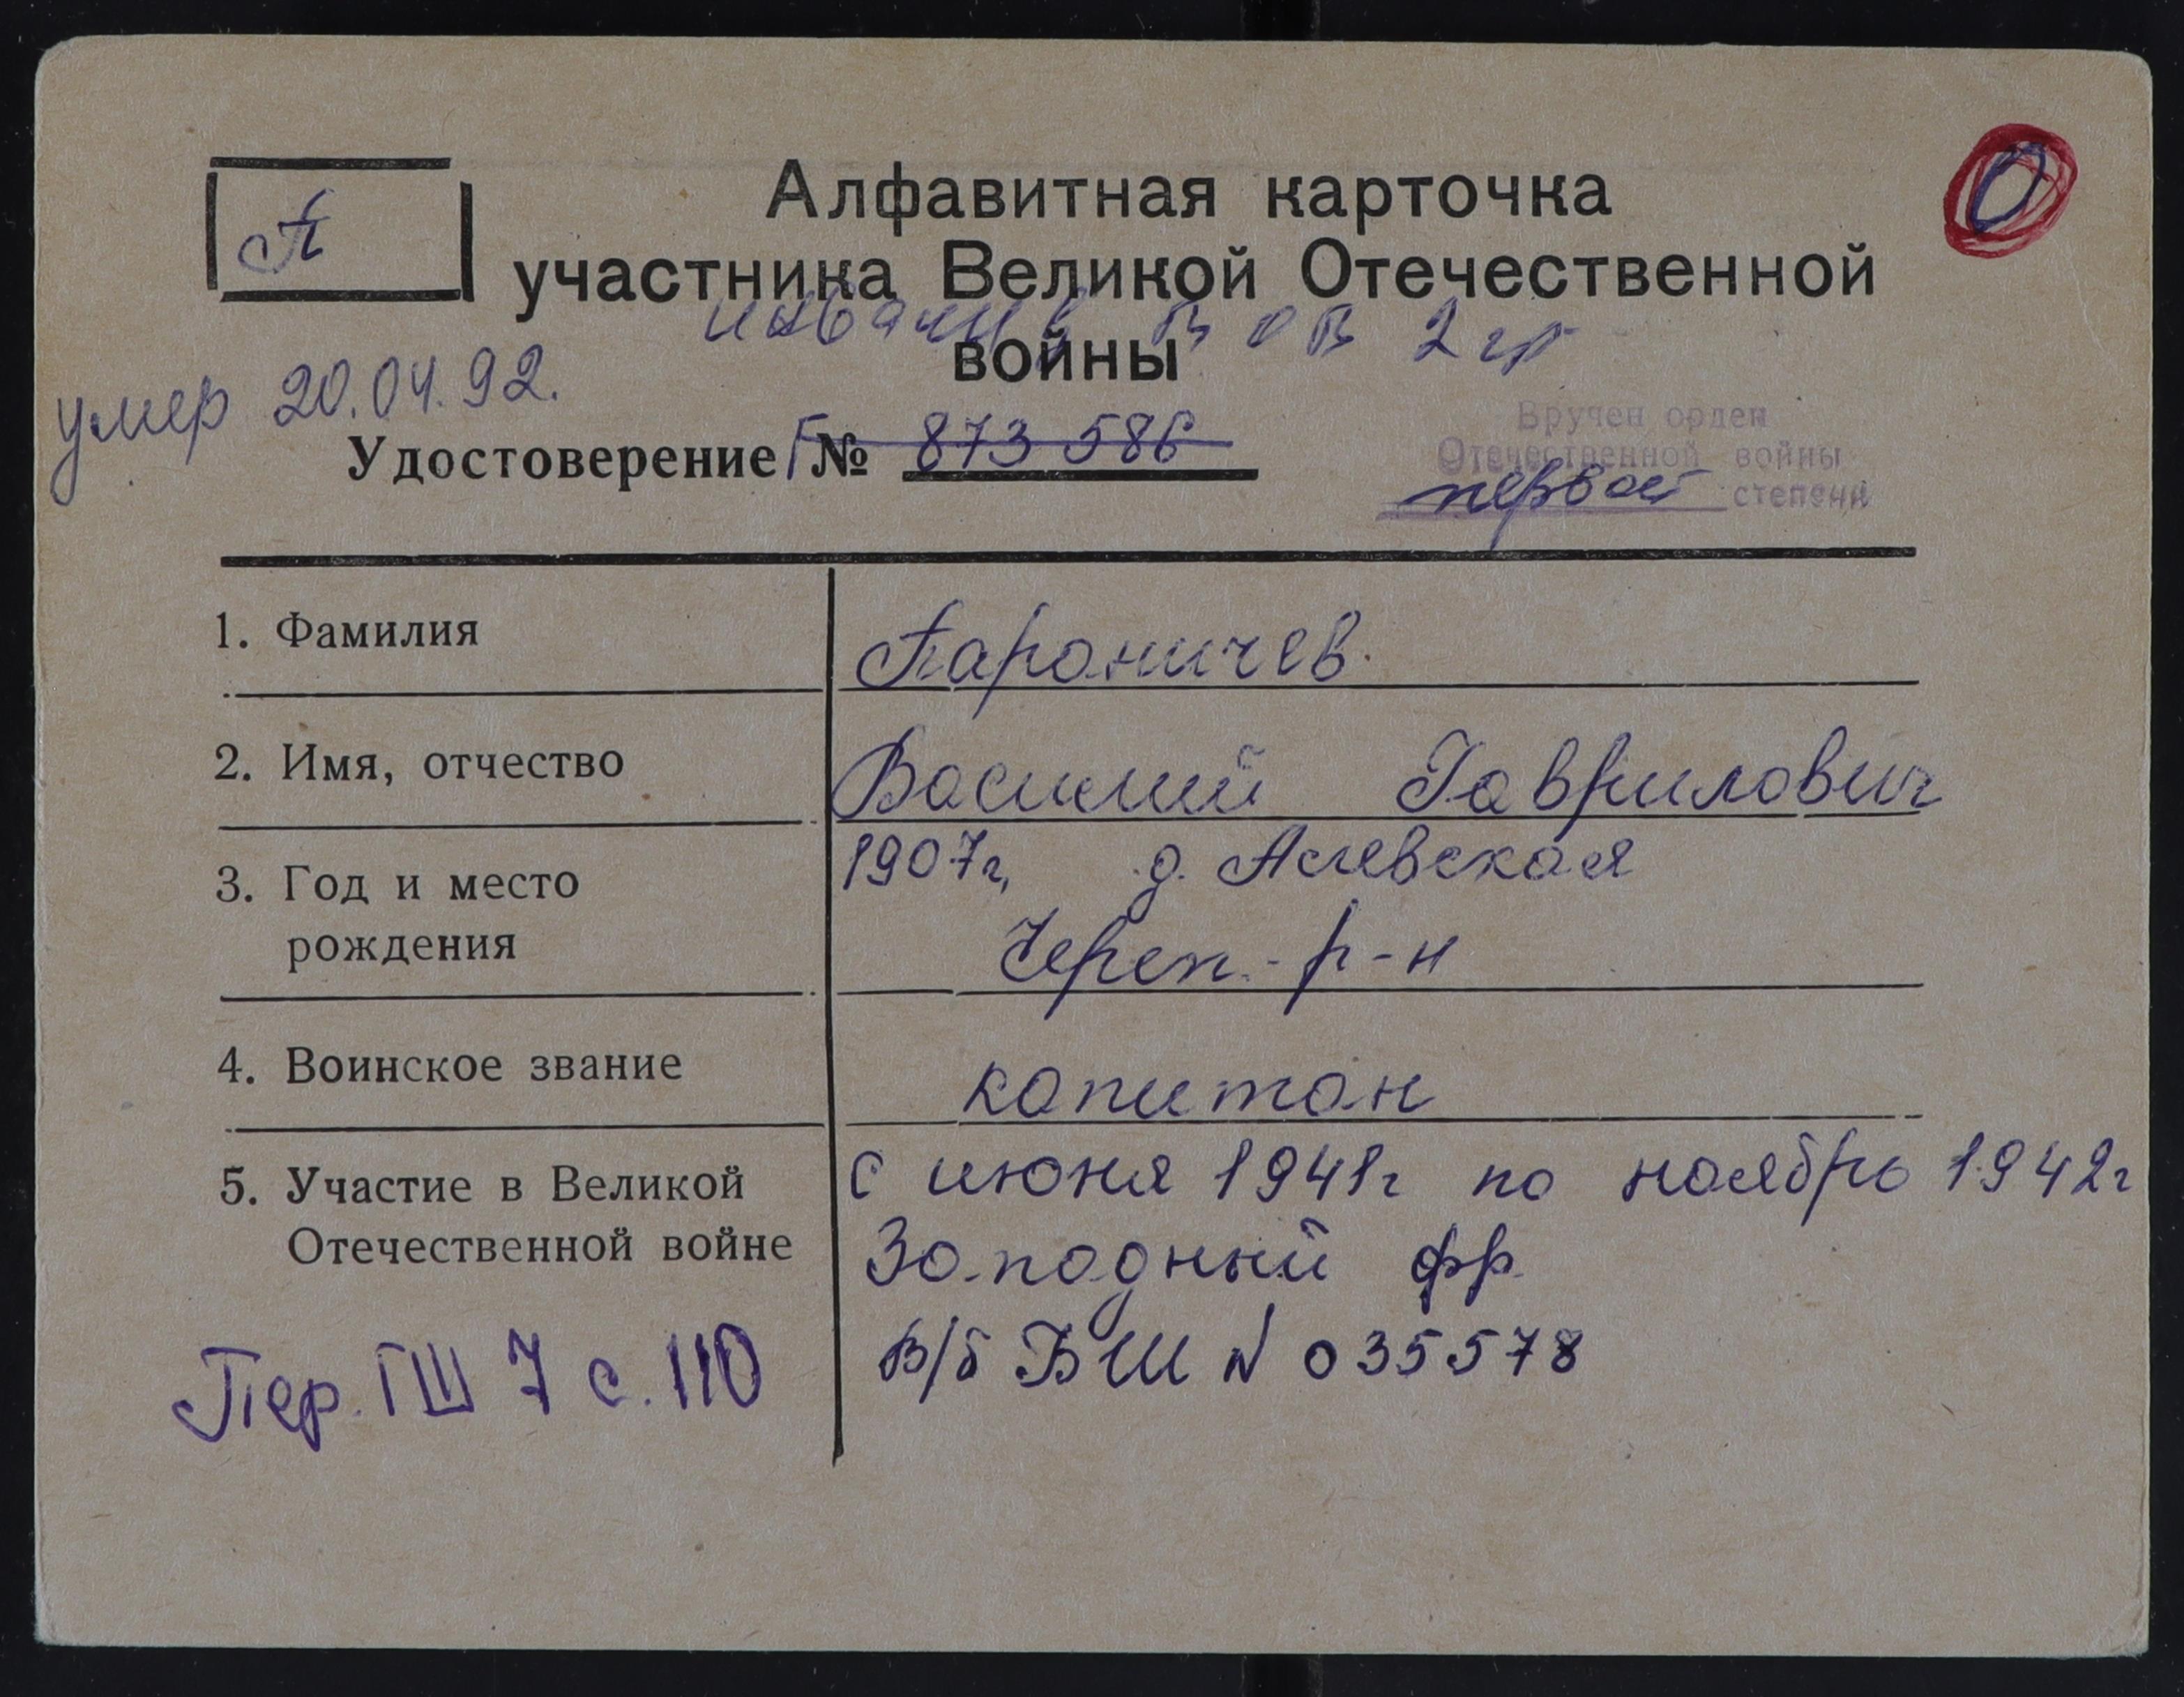 П
О
Алфавитная карточка
участника Великой Отечественной
инвалид ВОВ 2 гр
войны
умер 20.04.92.
Удостоверение Г № 873 586
Вручен орден
Отечественной войны
первой степени
1. Фамилия Пароничев.
2. Имя, отчество Василий Гаврилович
3. Год и место 1907г, д.
рождения Череп.-р-н
4. Воинское звание капитан
5. Участие в Великой с июня 1941г по ноябрь 1942г
Отечественной войне Западный фр.
Пер. ГШ 7 с. 110
в/б БШ N 035578